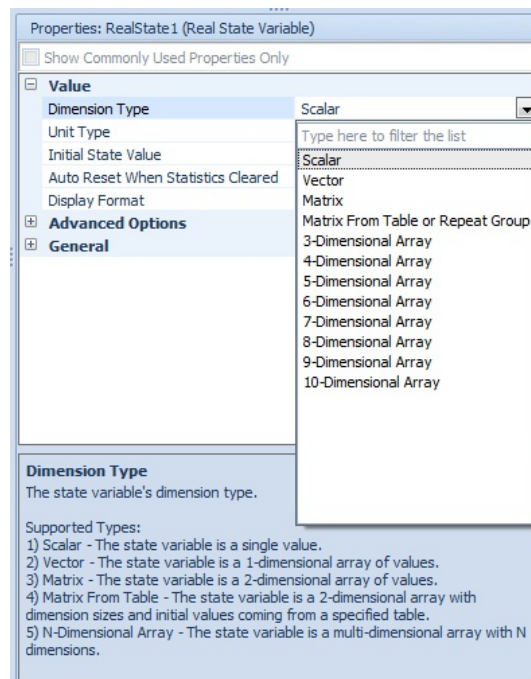 Properties: RealState1 (Real State Variable)
Show Commonly Used Properties Only
Value
Dimension Type Scalar
Unit Type
Initial State Value
Auto Reset When Statistics Cleared
Display Format
Advanced Options
General
Type here to filter the list
Scalar
Vector
Matrix
Matrix From Table or Repeat Group
3-Dimensional Array
4-Dimensional Array
5-Dimensional Array
6-Dimensional Array
7-Dimensional Array
8-Dimensional Array
9-Dimensional Array
10-Dimensional Array
Dimension Type
The state variable's dimension type.
Supported Types:
1) Scalar - The state variable is a single value.
2) Vector - The state variable is a 1-dimensional array of values.
3) Matrix - The state variable is a 2-dimensional array of values.
4) Matrix From Table - The state variable is a 2-dimensional array with
dimension sizes and initial values coming from a specified table.
5) N-Dimensional Array - The state variable is a multi-dimensional array with N
dimensions.